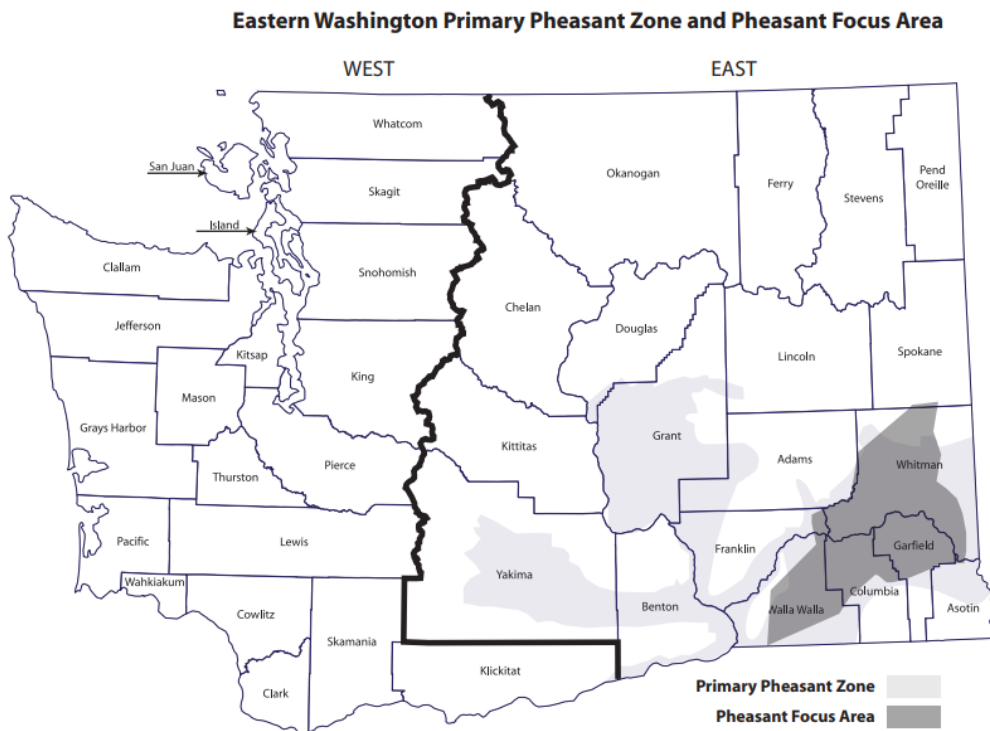 Eastern Washington Primary Pheasant Zone and Pheasant Focus Area
WEST
EAST
Whatcom
San Juan
Skagit
Island
Okanogan
Ferry
Stevens
Pend
Oreille
Clallam
Snohomish
Jefferson
Chelan
Douglas
Kitsap
Lincoln
Spokane
King
Mason
Grays Harbor
Grant
Kittitas
Adams
Whitman
Pierce
Thurston
Pacific
Lewis
Franklin
Garfield
Wahkiakum
Yakima
Columbia
Benton
Walla Walla
Asotin
Cowlitz
Skamania
Klickitat
Clark
Primary Pheasant Zone
Pheasant Focus Area